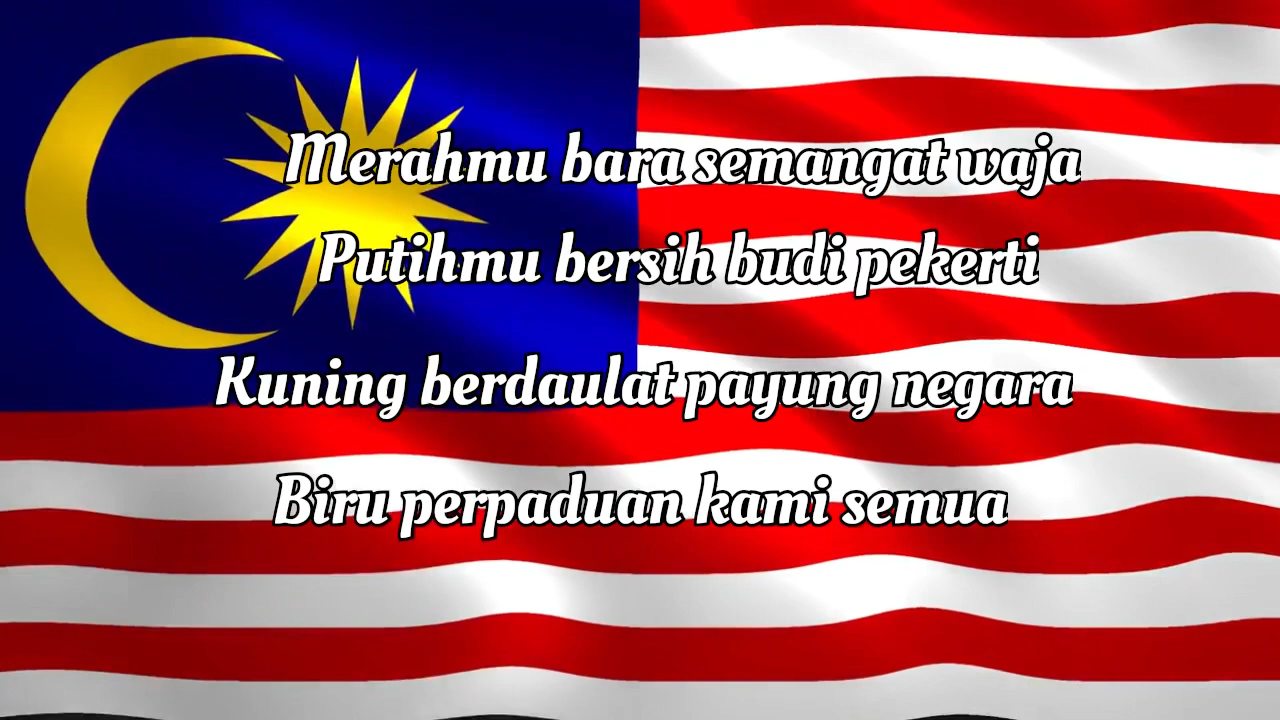 Merahmu bara semangat waja
Putihmu bersih budi pekerti
Kuning berdaulat payung negara
Biru perpaduan kami semua